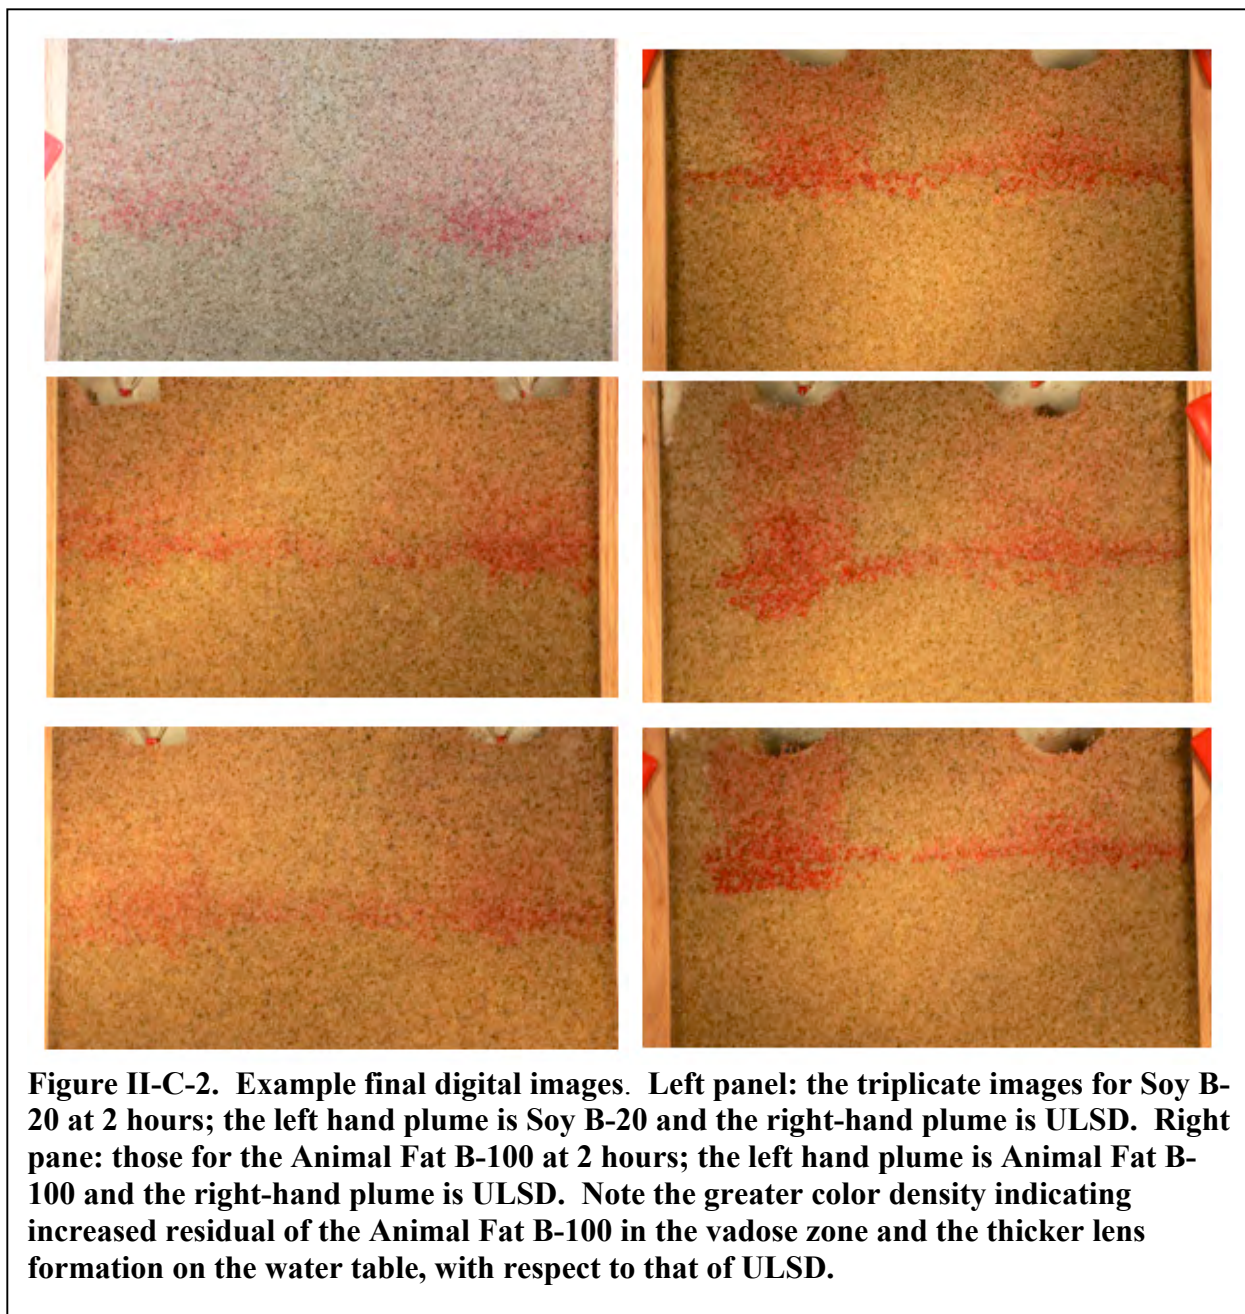 Figure II-C-2.  Example final digital images.  Left panel: the triplicate images for Soy B-
20 at 2 hours; the left hand plume is Soy B-20 and the right-hand plume is ULSD.  Right
pane: those for the Animal Fat B-100 at 2 hours; the left hand plume is Animal Fat B-
100 and the right-hand plume is ULSD.  Note the greater color density indicating
increased residual of the Animal Fat B-100 in the vadose zone and the thicker lens
formation on the water table, with respect to that of ULSD.